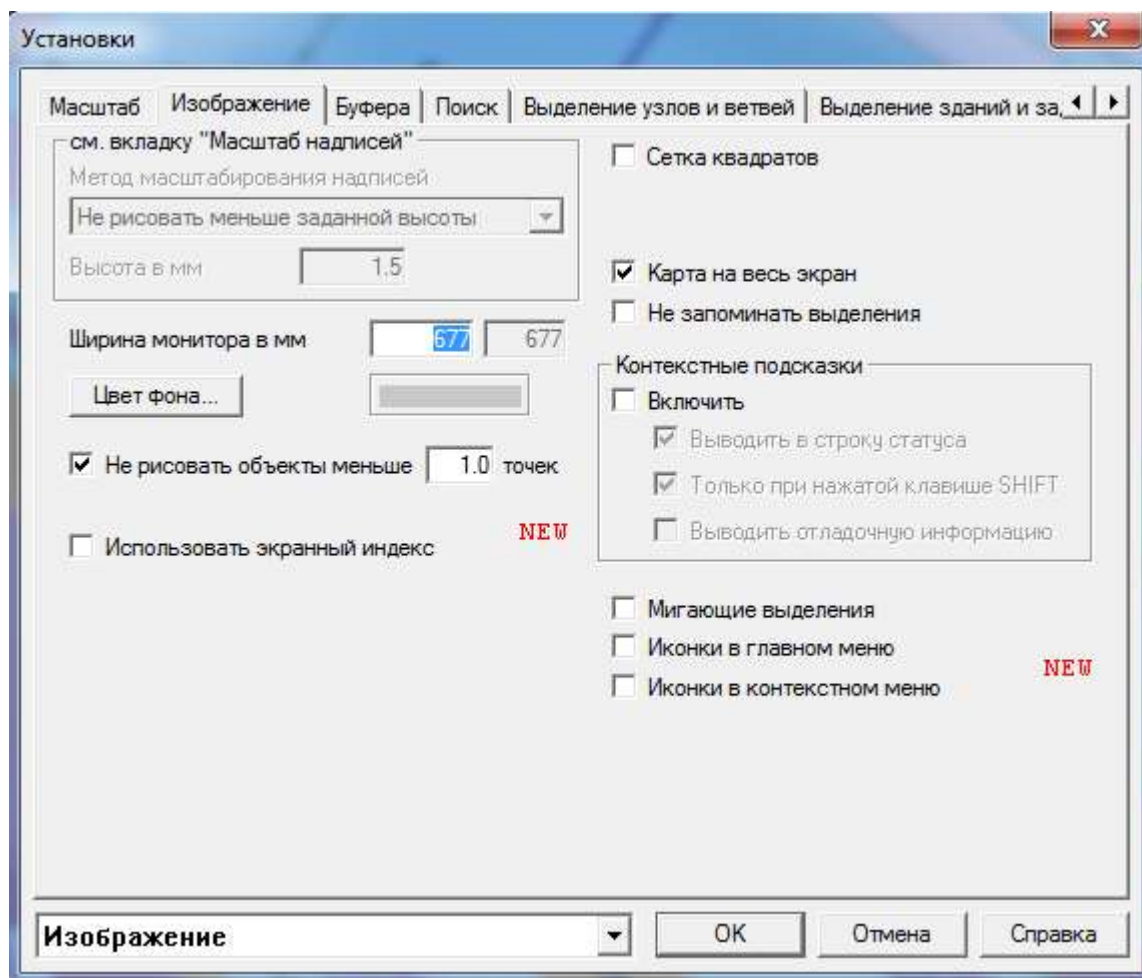 Установки
Масштаб
Изображение
Буфера
Поиск
Выделение узлов и ветвей
Выделение зданий и за
см. вкладку "Масштаб надписей"
Метод масштабирования надписей
Не рисовать меньше заданной высоты
Высота в мм 1.5
Ширина монитора в мм 677 677
Цвет фона...
Не рисовать объекты меньше 1.0 точек
NEW
Использовать экранный индекс
Сетка квадратов
Карта на весь экран
Не запоминать выделения
Контекстные подсказки
Включить
Выводить в строку статуса
Только при нажатой клавише SHIFT
Выводить отладочную информацию
Мигающие выделения
Иконки в главном меню
NEW
Иконки в контекстном меню
Изображение
OK
Отмена
Справка